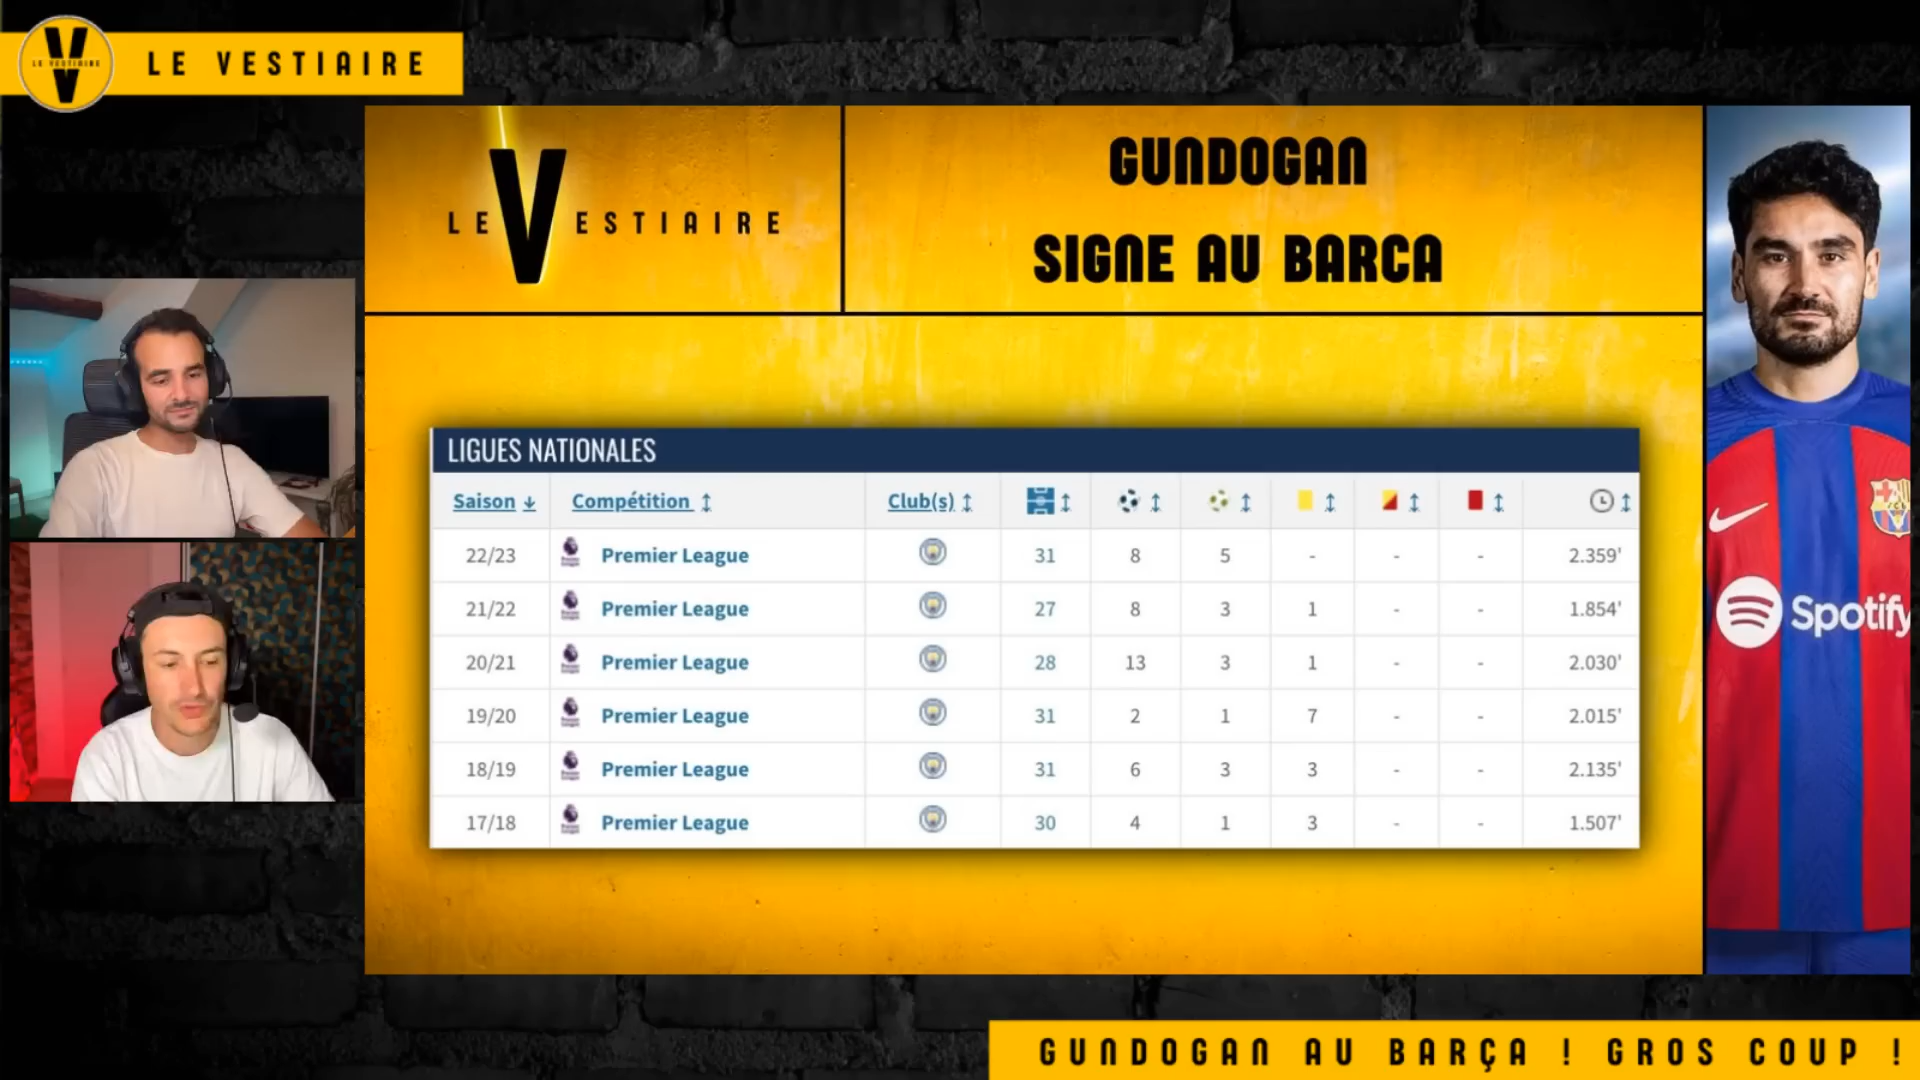 LE VESTIAIRE
LE VESTIAIRE
GUNDOGAN
SIGNE AU BARCA
LE VESTIAIRE
LIGUES NATIONALES
Saison Compétition Club(s)
22/23 Premier League 31 8 5 - - - 2.359'
21/22 Premier League 27 8 3 1 - - 1.854'
20/21 Premier League 28 13 3 1 - - 2.030'
19/20 Premier League 31 2 1 7 - - 2.015'
18/19 Premier League 31 6 3 3 - - 2.135'
17/18 Premier League 30 4 1 3 - - 1.507'
Spotify
GUNDOGAN AU BARÇA ! GROS COUP !